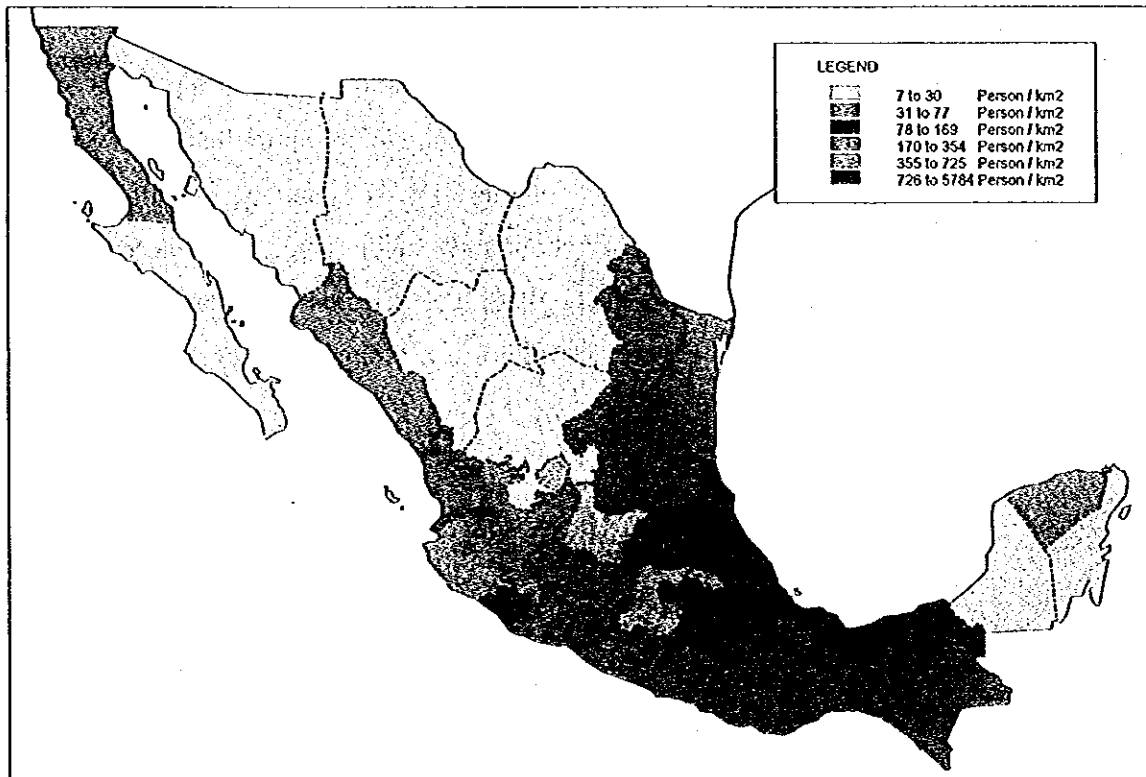 LEGEND
7 to 30 Person / km2
31 to 77 Person / km2
78 to 169 Person / km2
170 to 354 Person / km2
355 to 725 Person / km2
726 to 5784 Person / km2